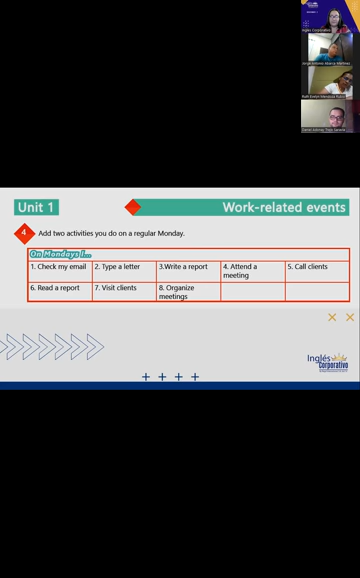 Inglés Corporativo
Unit 1
Work-related events
4 Add two activities you do on a regular Monday.
On Mondays I...
1. Check my email
2. Type a letter
3.Write a report
4. Attend a
meeting
5. Call clients
6. Read a report
7. Visit clients
8. Organize
meetings
Inglés
Corporativo